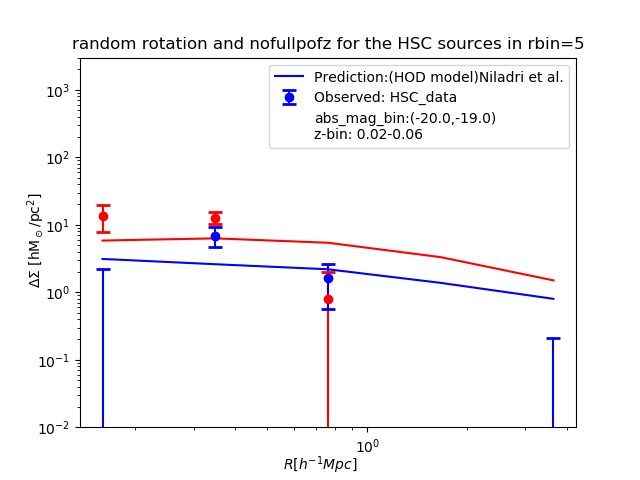 random rotation and nofullpofz for the HSC sources in rbin=5
Prediction:(HOD model)Niladri et al.
Observed: HSC_data
abs_mag_bin:(-20.0,-19.0)
z-bin: 0.02-0.06
10³
10²
10¹
10⁰
10⁻¹
10⁻²
ΔΣ [hM⊙/pc²]
10⁰
R[h⁻¹Mpc]